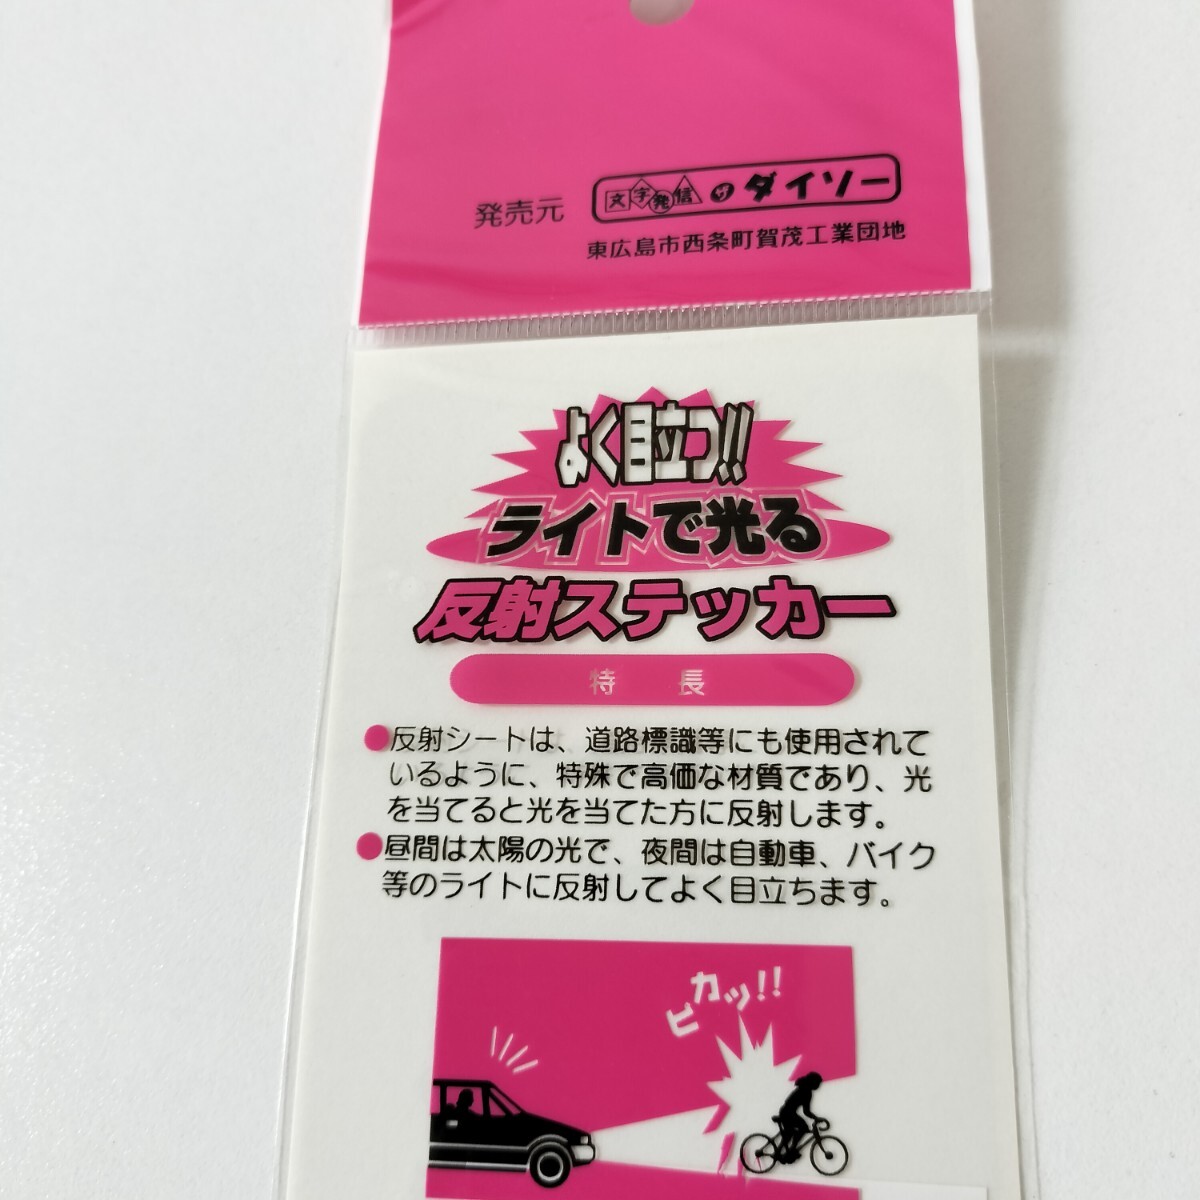 発売元 文字発信 ザ ダイソー
東広島市西条町賀茂工業団地
よく目立つ!!
ライトで光る
反射ステッカー
特 長
●反射シートは、道路標識等にも使用されて
いるように、特殊で高価な材質であり、光
を当てると光を当てた方に反射します。
●昼間は太陽の光で、夜間は自動車、バイク
等のライトに反射してよく目立ちます。
ピカッ!!